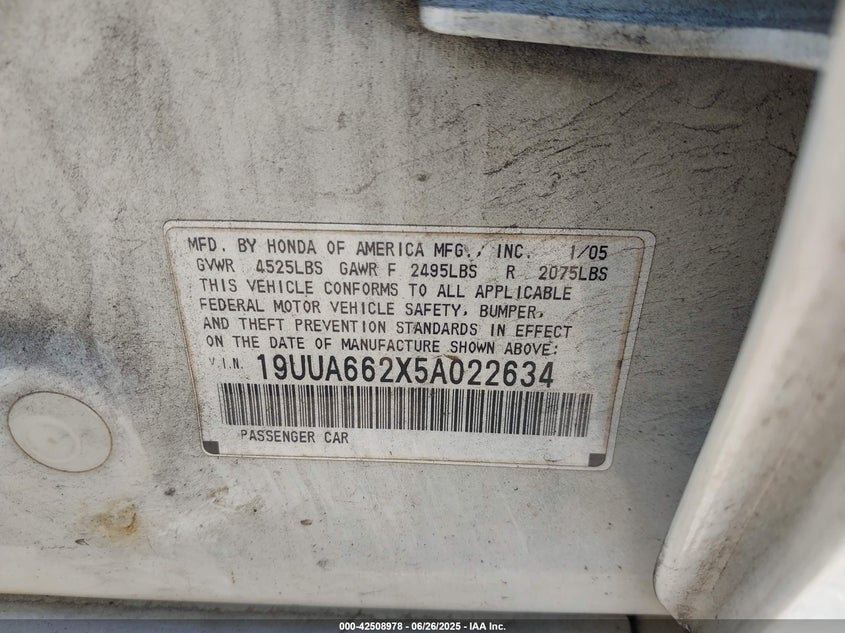 MFD. BY HONDA OF AMERICA MFG., INC. 1/05
GVWR 4525LBS GAWR F 2495LBS R 2075LBS
THIS VEHICLE CONFORMS TO ALL APPLICABLE
FEDERAL MOTOR VEHICLE SAFETY, BUMPER,
AND THEFT PREVENTION STANDARDS IN EFFECT
ON THE DATE OF MANUFACTURE SHOWN ABOVE:
V.I.N. 19UUA662X5A022634
PASSENGER CAR
000-42508978 - 06/26/2025 - IAA Inc.